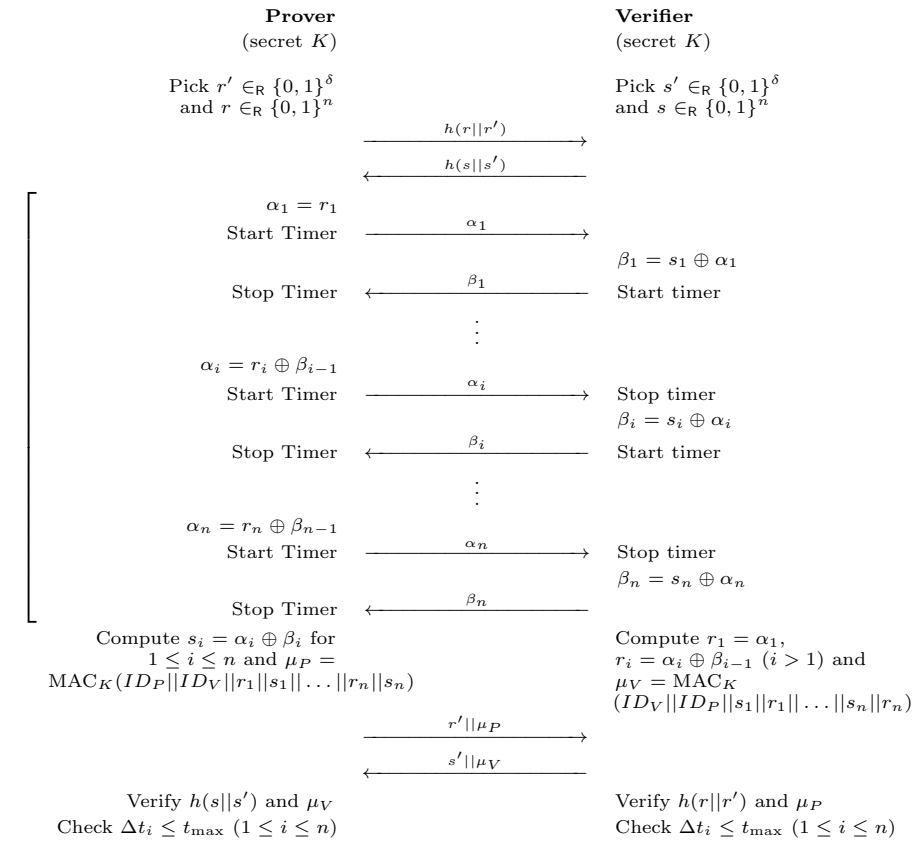 Prover Verifier
(secret K) (secret K)
Pick r′ ∈R {0, 1}^δ Pick s′ ∈R {0, 1}^δ
and r ∈R {0, 1}^n and s ∈R {0, 1}^n
h(r||r′)
h(s||s′)
α1 = r1
Start Timer α1
β1 = s1 ⊕ α1
Stop Timer β1 Start timer
⋮
αi = ri ⊕ βi−1
Start Timer αi Stop timer
βi = si ⊕ αi
Stop Timer βi Start timer
⋮
αn = rn ⊕ βn−1
Start Timer αn Stop timer
βn = sn ⊕ αn
Stop Timer βn
Compute si = αi ⊕ βi for Compute r1 = α1,
1 ≤ i ≤ n and μP = ri = αi ⊕ βi−1 (i > 1) and
MACK(IDP||IDV||r1||s1|| . . . ||rn||sn) μV = MACK
(IDV||IDP||s1||r1|| . . . ||sn||rn)
r′||μP
s′||μV
Verify h(s||s′) and μV Verify h(r||r′) and μP
Check Δti ≤ tmax (1 ≤ i ≤ n) Check Δti ≤ tmax (1 ≤ i ≤ n)